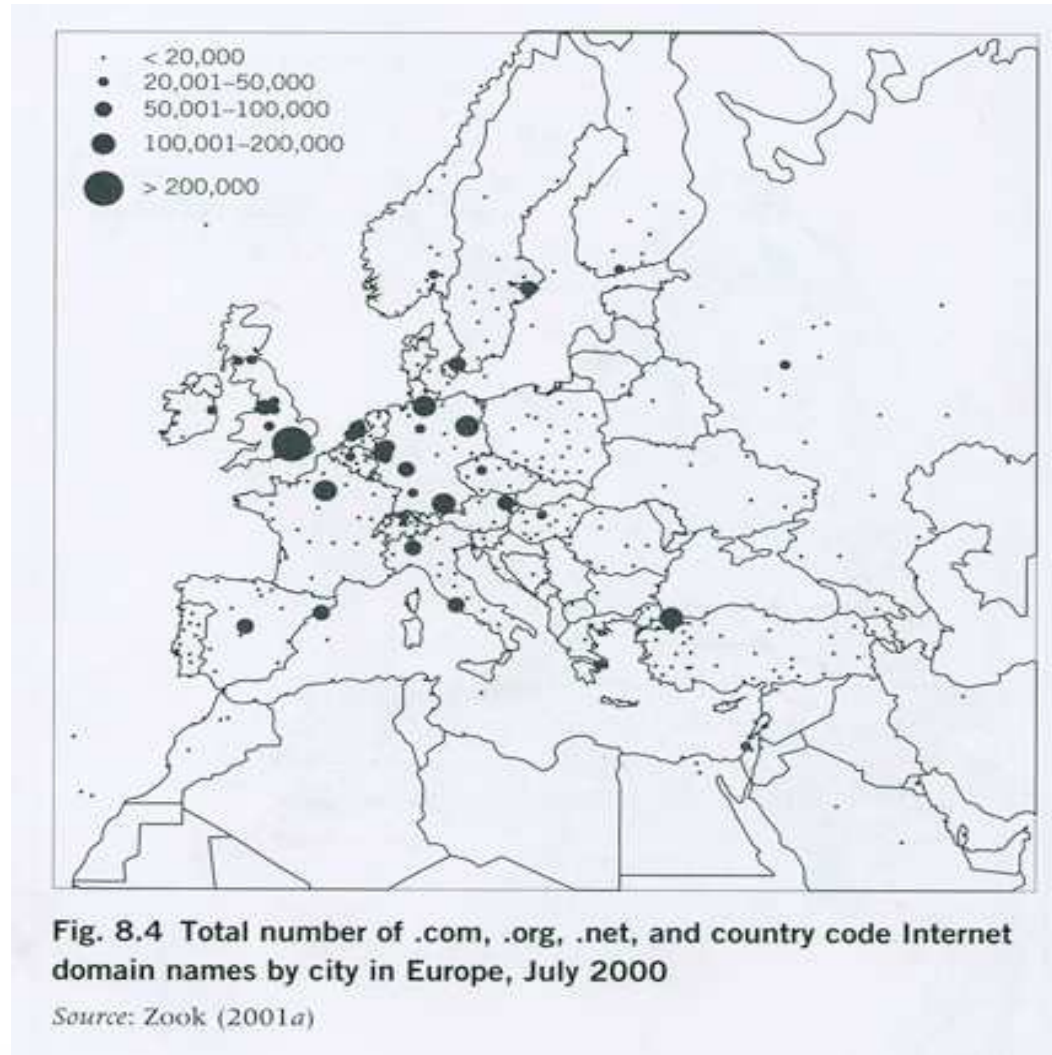 < 20,000
20,001–50,000
50,001–100,000
100,001–200,000
> 200,000
Fig. 8.4 Total number of .com, .org, .net, and country code Internet
domain names by city in Europe, July 2000
Source: Zook (2001a)